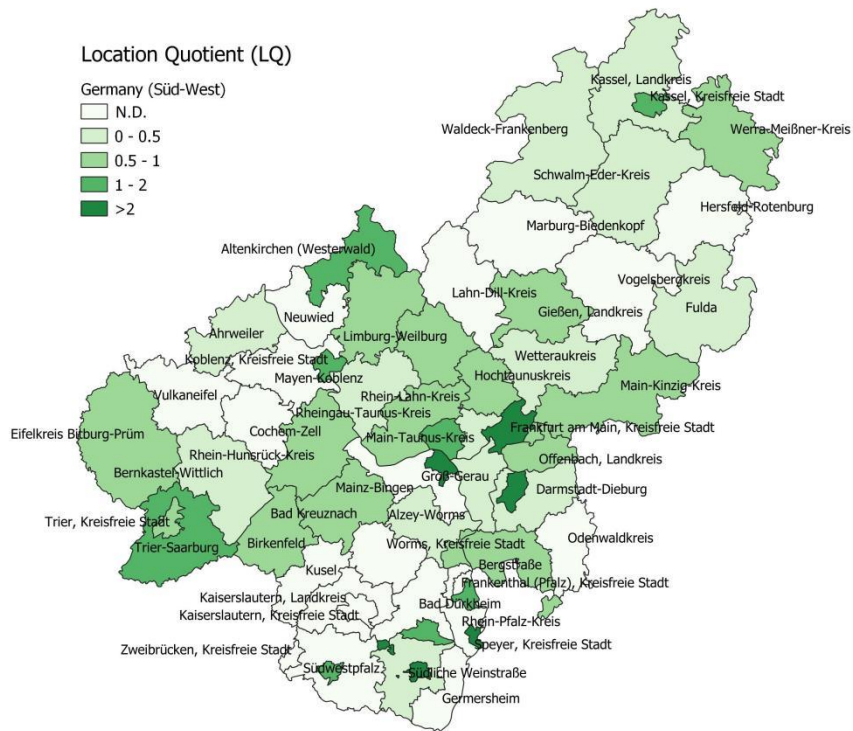 Location Quotient (LQ)
Germany (Süd-West)
N.D.
0 - 0.5
0.5 - 1
1 - 2
>2
Kassel, Landkreis
Kassel, Kreisfreie Stadt
Waldeck-Frankenberg
Werra-Meißner-Kreis
Schwalm-Eder-Kreis
Hersfeld-Rotenburg
Marburg-Biedenkopf
Altenkirchen (Westerwald)
Vogelsbergkreis
Lahn-Dill-Kreis
Fulda
Gießen, Landkreis
Neuwied
Ahrweiler
Limburg-Weilburg
Wetteraukreis
Koblenz, Kreisfreie Stadt
Mayen-Koblenz
Hochtaunuskreis
Main-Kinzig-Kreis
Vulkaneifel
Rhein-Lahn-Kreis
Rheingau-Taunus-Kreis
Frankfurt am Main, Kreisfreie Stadt
Eifelkreis Bitburg-Prüm
Cochem-Zell
Main-Taunus-Kreis
Rhein-Hunsrück-Kreis
Offenbach, Landkreis
Bernkastel-Wittlich
Groß-Gerau
Mainz-Bingen
Darmstadt-Dieburg
Bad Kreuznach
Alzey-Worms
Trier, Kreisfreie Stadt
Odenwaldkreis
Trier-Saarburg
Birkenfeld
Worms, Kreisfreie Stadt
Bergstraße
Kusel
Frankenthal (Pfalz), Kreisfreie Stadt
Kaiserslautern, Landkreis
Bad Dürkheim
Kaiserslautern, Kreisfreie Stadt
Rhein-Pfalz-Kreis
Speyer, Kreisfreie Stadt
Zweibrücken, Kreisfreie Stadt
Südwestpfalz
Südliche Weinstraße
Germersheim